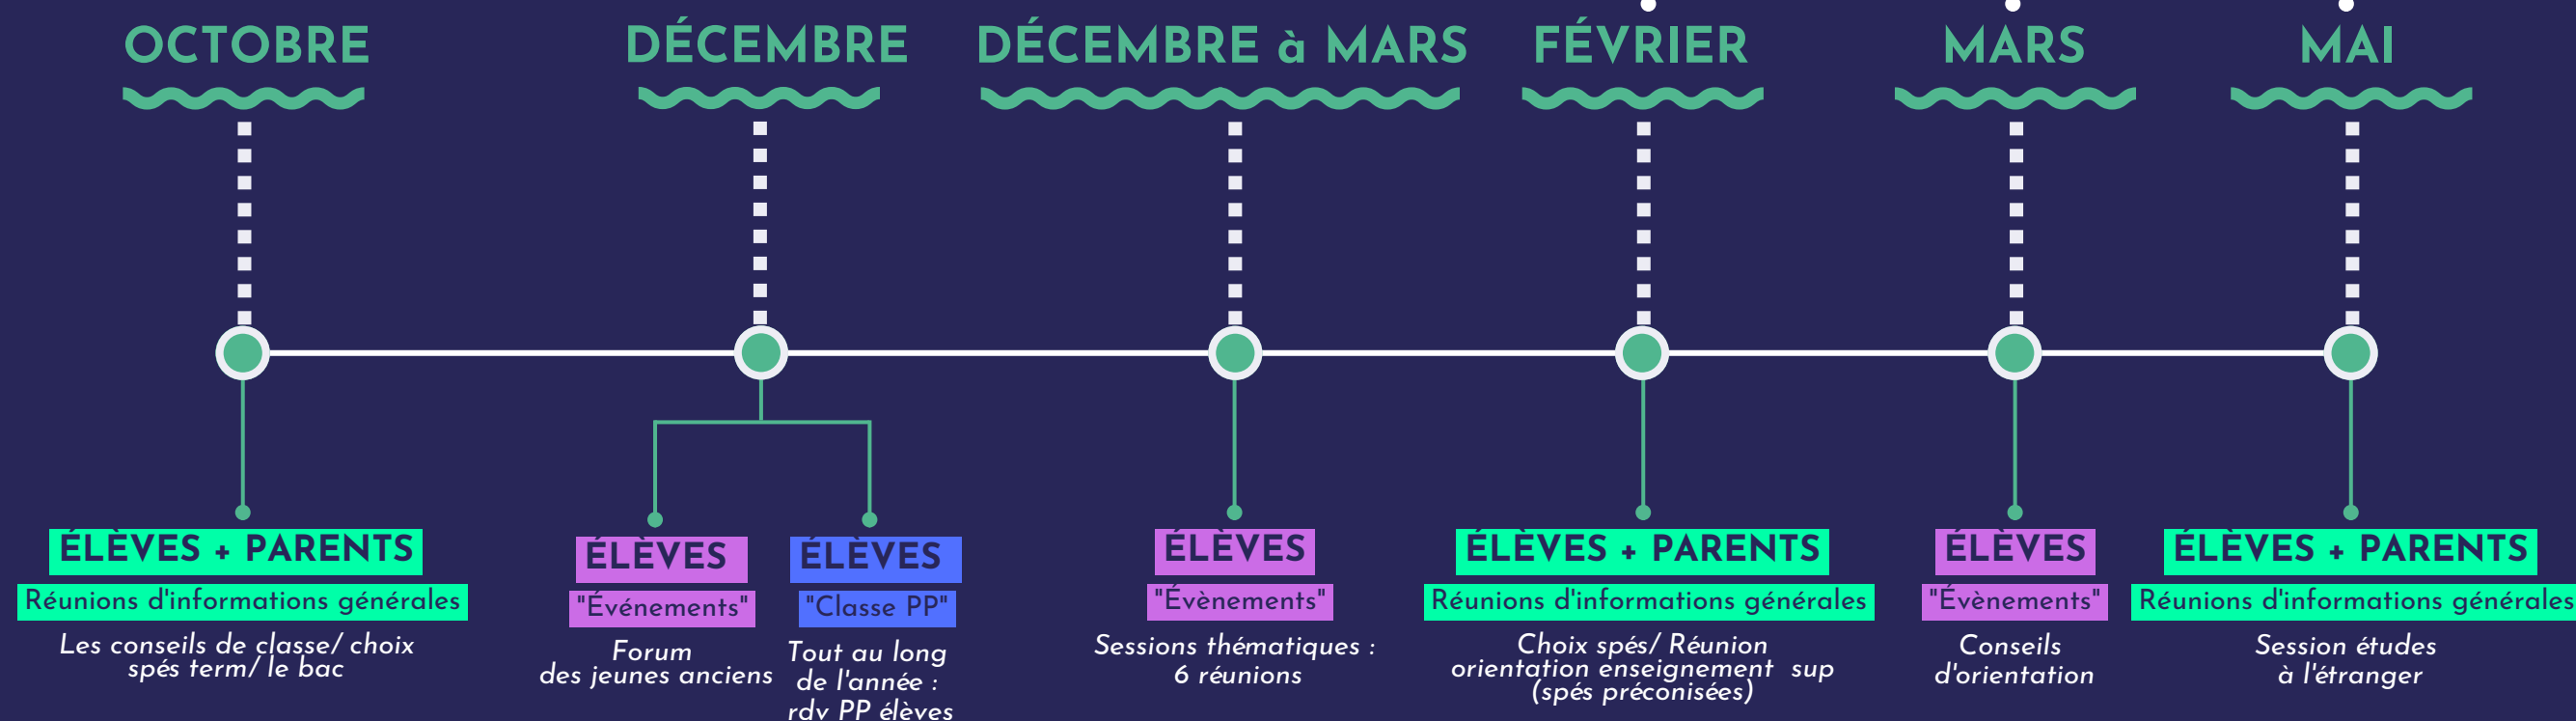 OCTOBRE
DÉCEMBRE
DÉCEMBRE à MARS
FÉVRIER
MARS
MAI
ÉLÈVES + PARENTS
Réunions d'informations générales
Les conseils de classe/ choix
spés term/ le bac
ÉLÈVES
"Événements"
Forum
des jeunes anciens
ÉLÈVES
"Classe PP"
Tout au long
de l'année :
rdv PP élèves
ÉLÈVES
"Évènements"
Sessions thématiques :
6 réunions
ÉLÈVES + PARENTS
Réunions d'informations générales
Choix spés/ Réunion
orientation enseignement sup
(spés préconisées)
ÉLÈVES
"Évènements"
Conseils
d'orientation
ÉLÈVES + PARENTS
Réunions d'informations générales
Session études
à l'étranger